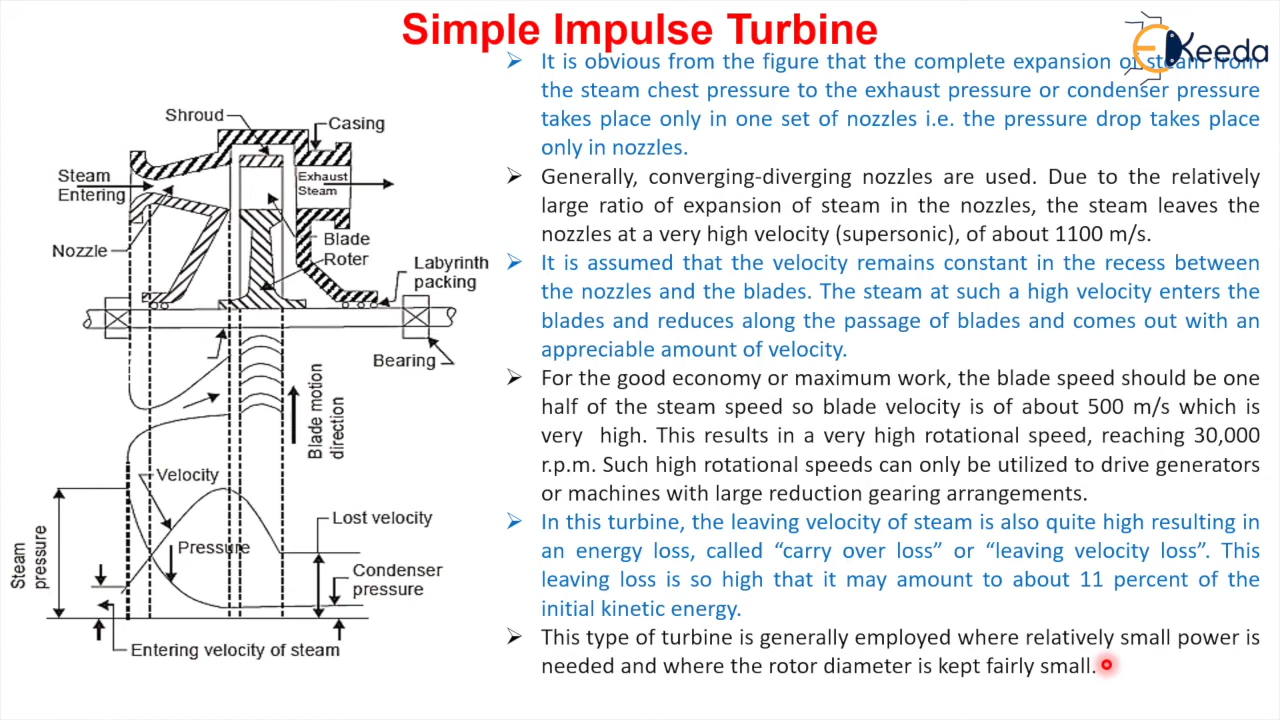 Simple Impulse Turbine
EKeeda
Shroud
Casing
Steam
Entering
Exhaust
Steam
Nozzle
Blade
Roter
Labyrinth
packing
Bearing
Blade motion
direction
Velocity
Lost velocity
Pressure
Steam
pressure
Condenser
pressure
Entering velocity of steam
➢ It is obvious from the figure that the complete expansion of steam from
the steam chest pressure to the exhaust pressure or condenser pressure
takes place only in one set of nozzles i.e. the pressure drop takes place
only in nozzles.
➢ Generally, converging-diverging nozzles are used. Due to the relatively
large ratio of expansion of steam in the nozzles, the steam leaves the
nozzles at a very high velocity (supersonic), of about 1100 m/s.
➢ It is assumed that the velocity remains constant in the recess between
the nozzles and the blades. The steam at such a high velocity enters the
blades and reduces along the passage of blades and comes out with an
appreciable amount of velocity.
➢ For the good economy or maximum work, the blade speed should be one
half of the steam speed so blade velocity is of about 500 m/s which is
very high. This results in a very high rotational speed, reaching 30,000
r.p.m. Such high rotational speeds can only be utilized to drive generators
or machines with large reduction gearing arrangements.
➢ In this turbine, the leaving velocity of steam is also quite high resulting in
an energy loss, called “carry over loss” or “leaving velocity loss”. This
leaving loss is so high that it may amount to about 11 percent of the
initial kinetic energy.
➢ This type of turbine is generally employed where relatively small power is
needed and where the rotor diameter is kept fairly small.